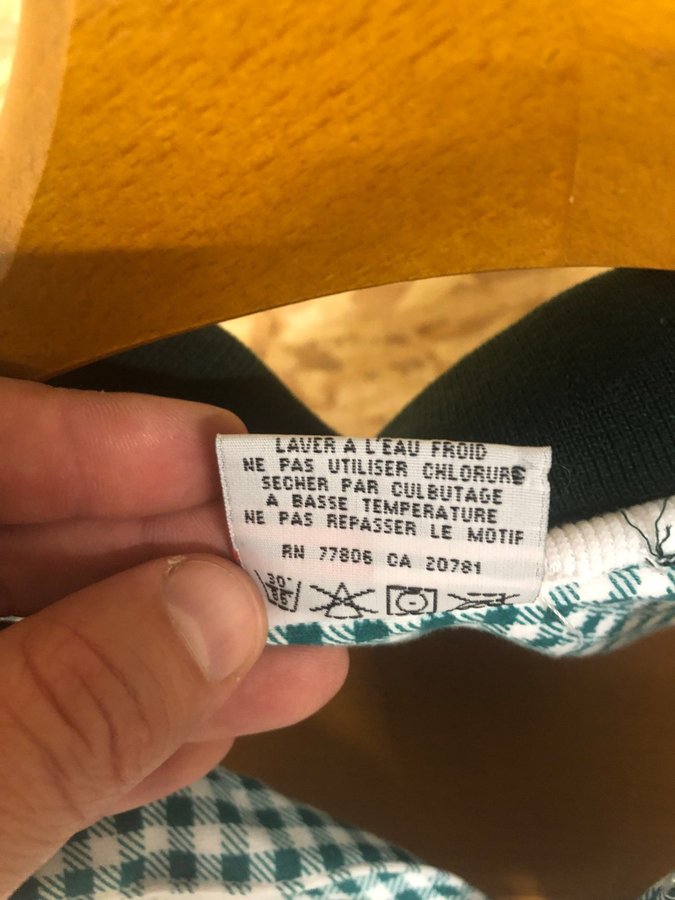 LAVER A L'EAU FROID
NE PAS UTILISER CHLORURE
SECHER PAR CULBUTAGE
A BASSE TEMPERATURE
NE PAS REPASSER LE MOTIF
RN 77806 CA 20781
30°